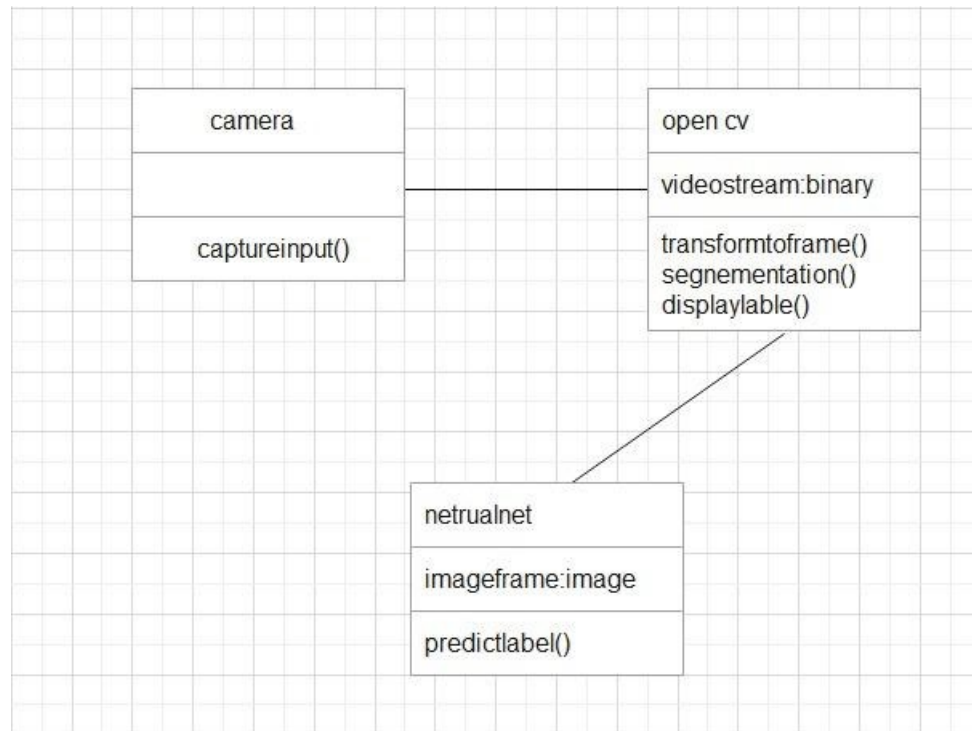 camera
captureinput()
open cv
videostream:binary
transformtoframe()
segnementation()
displaylable()
netrualnet
imageframe:image
predictlabel()